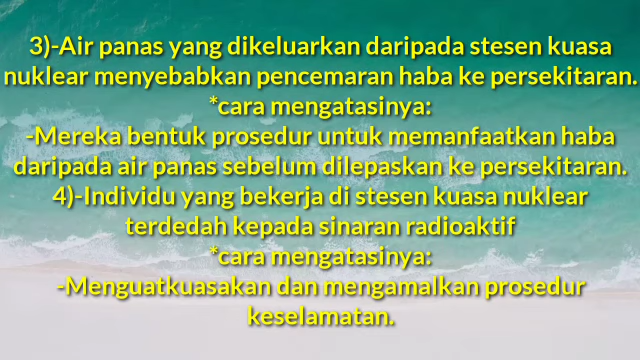 3)-Air panas yang dikeluarkan daripada stesen kuasa
nuklear menyebabkan pencemaran haba ke persekitaran.
*cara mengatasinya:
-Mereka bentuk prosedur untuk memanfaatkan haba
daripada air panas sebelum dilepaskan ke persekitaran.
4)-Individu yang bekerja di stesen kuasa nuklear
terdedah kepada sinaran radioaktif
*cara mengatasinya:
-Menguatkuasakan dan mengamalkan prosedur
keselamatan.